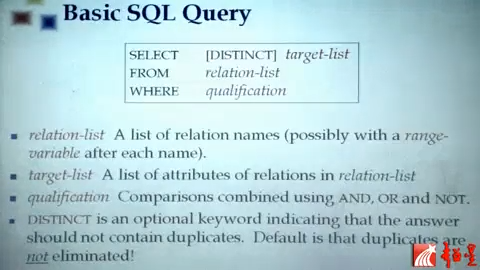 Basic SQL Query
SELECT [DISTINCT] target-list
FROM relation-list
WHERE qualification
relation-list A list of relation names (possibly with a range-
variable after each name).
target-list A list of attributes of relations in relation-list
qualification Comparisons combined using AND, OR and NOT.
DISTINCT is an optional keyword indicating that the answer
should not contain duplicates. Default is that duplicates are
not eliminated!